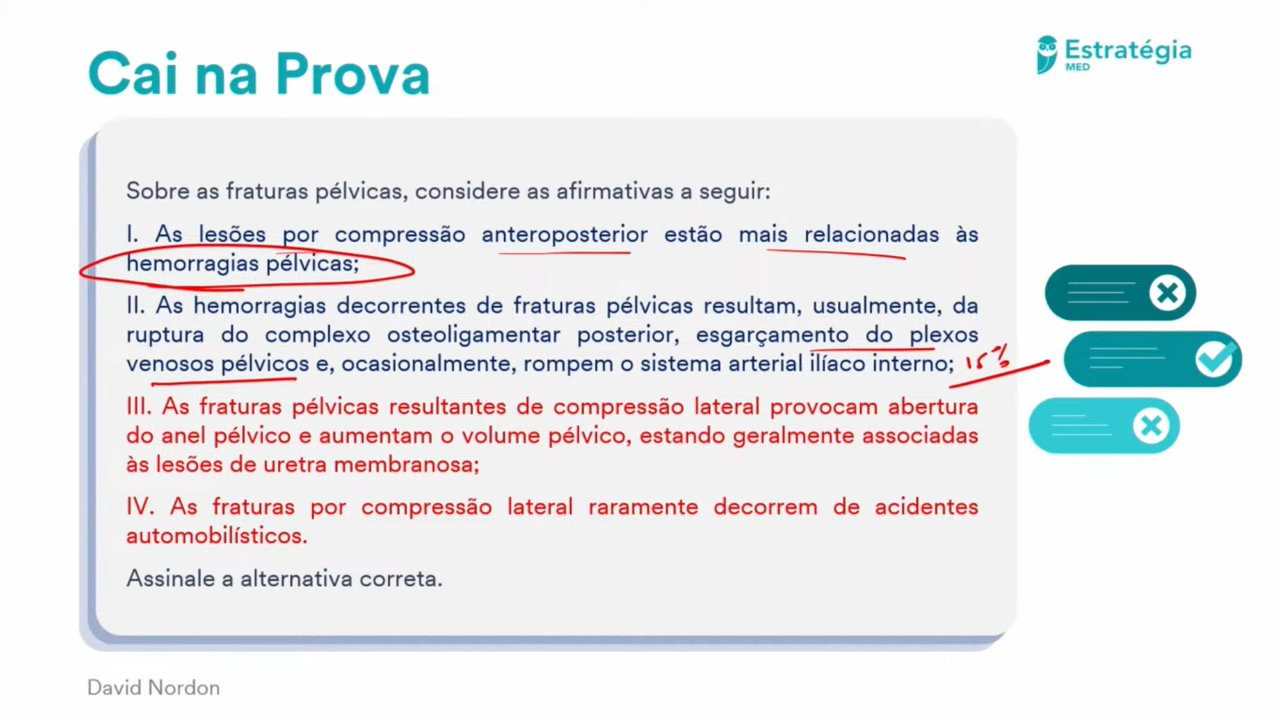 Cai na Prova
Estratégia
MED
Sobre as fraturas pélvicas, considere as afirmativas a seguir:
I. As lesões por compressão anteroposterior estão mais relacionadas às
hemorragias pélvicas;
II. As hemorragias decorrentes de fraturas pélvicas resultam, usualmente, da
ruptura do complexo osteoligamentar posterior, esgarçamento do plexos
venosos pélvicos e, ocasionalmente, rompem o sistema arterial ilíaco interno; 15%
III. As fraturas pélvicas resultantes de compressão lateral provocam abertura
do anel pélvico e aumentam o volume pélvico, estando geralmente associadas
às lesões de uretra membranosa;
IV. As fraturas por compressão lateral raramente decorrem de acidentes
automobilísticos.
Assinale a alternativa correta.
David Nordon